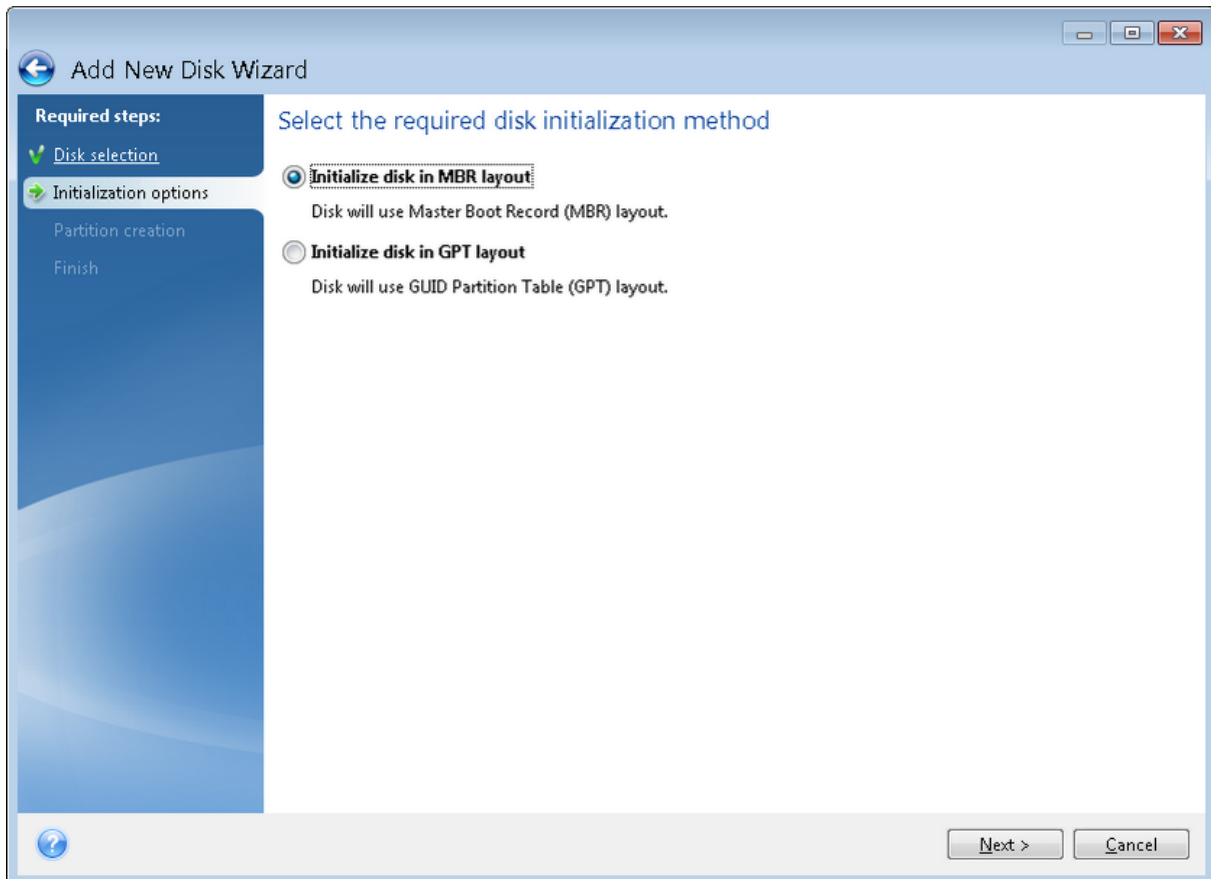 Add New Disk Wizard
Required steps:
Disk selection
Initialization options
Partition creation
Finish
Select the required disk initialization method
Initialize disk in MBR layout
Disk will use Master Boot Record (MBR) layout.
Initialize disk in GPT layout
Disk will use GUID Partition Table (GPT) layout.
Next >
Cancel